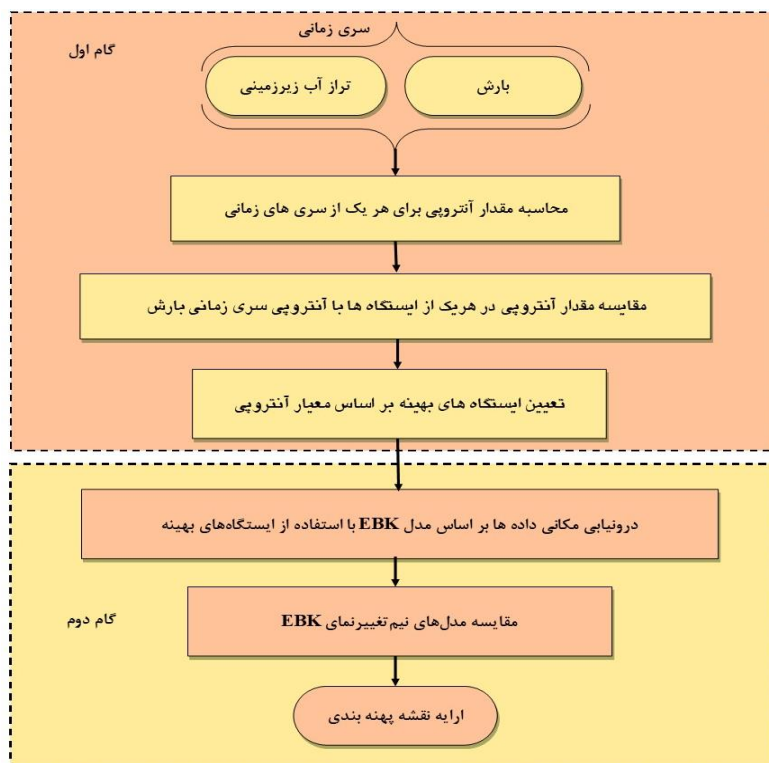 سری زمانی
گام اول
بارش
تراز آب زیرزمینی
محاسبه مقدار آنتروپی برای هر یک از سری های زمانی
مقایسه مقدار آنتروپی در هریک از ایستگاه ها با آنتروپی سری زمانی بارش
تعیین ایستگاه های بهینه بر اساس معیار آنتروپی
درونیابی مکانی داده ها بر اساس مدل EBK با استفاده از ایستگاه‌های بهینه
گام دوم
مقایسه مدل‌های نیم‌تغییرنمای EBK
ارایه نقشه پهنه بندی